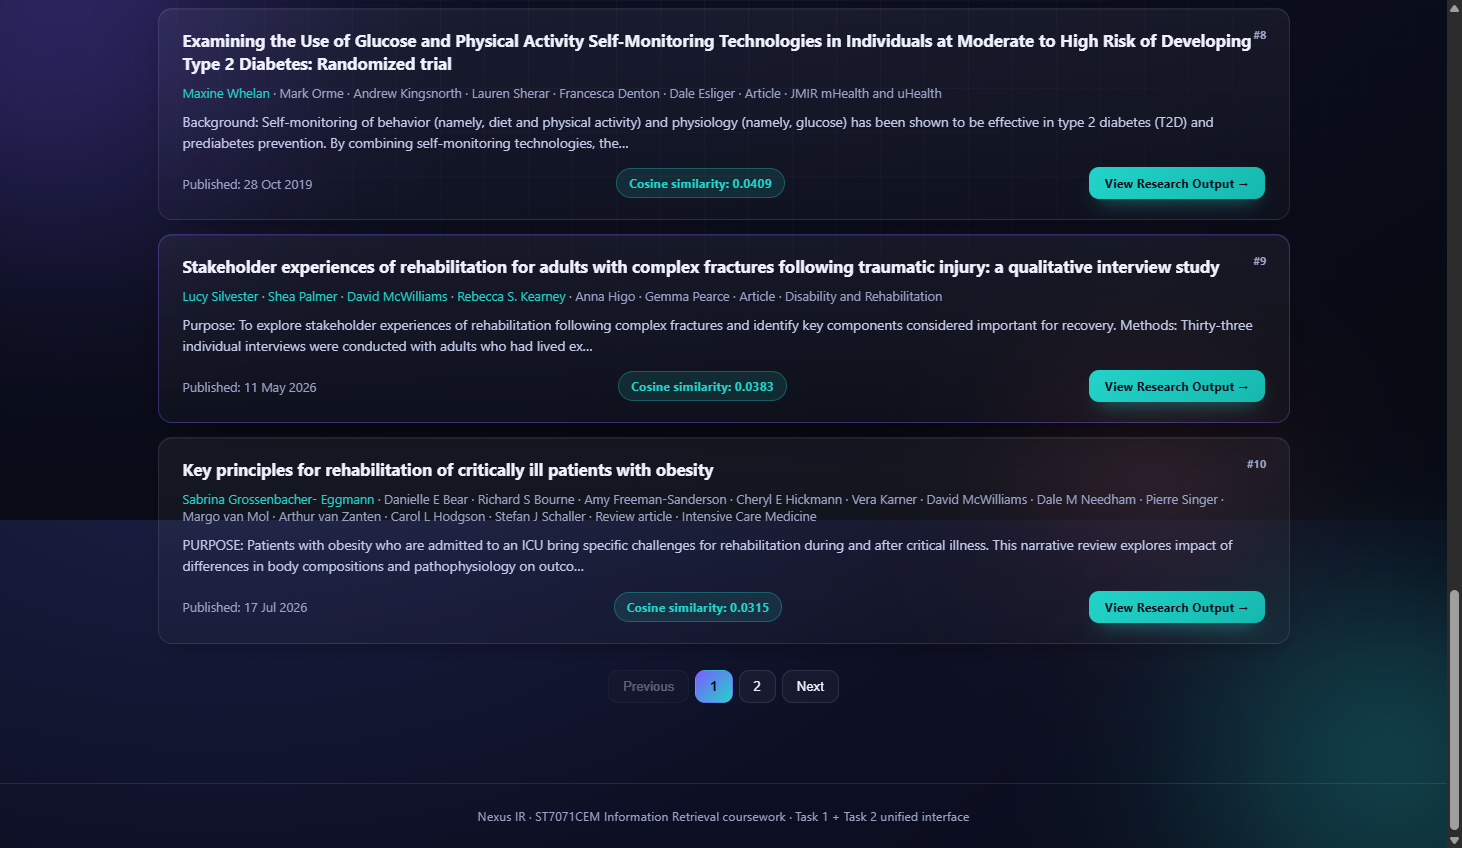 Examining the Use of Glucose and Physical Activity Self-Monitoring Technologies in Individuals at Moderate to High Risk of Developing #8
Type 2 Diabetes: Randomized trial
Maxine Whelan · Mark Orme · Andrew Kingsnorth · Lauren Sherar · Francesca Denton · Dale Esliger · Article · JMIR mHealth and uHealth
Background: Self-monitoring of behavior (namely, diet and physical activity) and physiology (namely, glucose) has been shown to be effective in type 2 diabetes (T2D) and
prediabetes prevention. By combining self-monitoring technologies, the...
Published: 28 Oct 2019 Cosine similarity: 0.0409 View Research Output →
Stakeholder experiences of rehabilitation for adults with complex fractures following traumatic injury: a qualitative interview study #9
Lucy Silvester · Shea Palmer · David McWilliams · Rebecca S. Kearney · Anna Higo · Gemma Pearce · Article · Disability and Rehabilitation
Purpose: To explore stakeholder experiences of rehabilitation following complex fractures and identify key components considered important for recovery. Methods: Thirty-three
individual interviews were conducted with adults who had lived ex...
Published: 11 May 2026 Cosine similarity: 0.0383 View Research Output →
Key principles for rehabilitation of critically ill patients with obesity #10
Sabrina Grossenbacher- Eggmann · Danielle E Bear · Richard S Bourne · Amy Freeman-Sanderson · Cheryl E Hickmann · Vera Karner · David McWilliams · Dale M Needham · Pierre Singer ·
Margo van Mol · Arthur van Zanten · Carol L Hodgson · Stefan J Schaller · Review article · Intensive Care Medicine
PURPOSE: Patients with obesity who are admitted to an ICU bring specific challenges for rehabilitation during and after critical illness. This narrative review explores impact of
differences in body compositions and pathophysiology on outco...
Published: 17 Jul 2026 Cosine similarity: 0.0315 View Research Output →
Previous 1 2 Next
Nexus IR · ST7071CEM Information Retrieval coursework · Task 1 + Task 2 unified interface